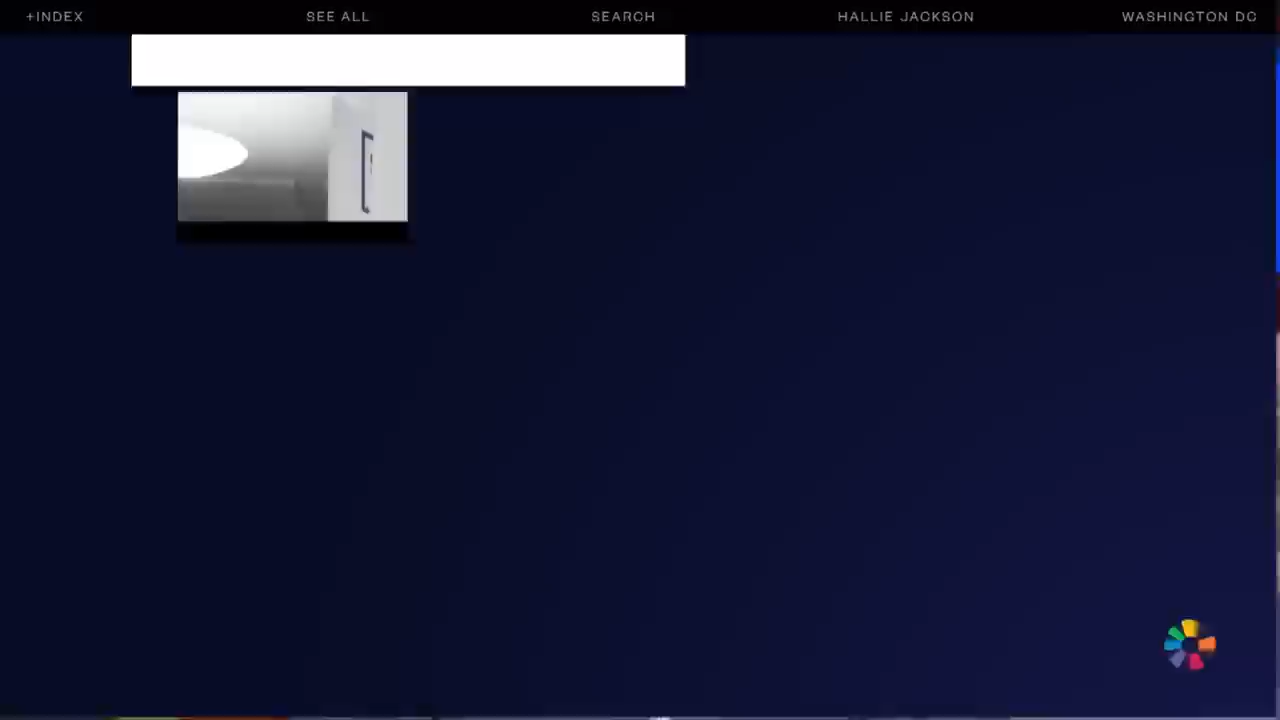 +INDEX
SEE ALL
SEARCH
HALLIE JACKSON
WASHINGTON DC